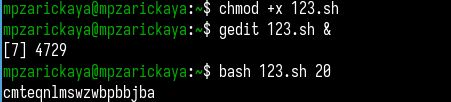 mpzarickaya@mpzarickaya:~$ chmod +x 123.sh
mpzarickaya@mpzarickaya:~$ gedit 123.sh &
[7] 4729
mpzarickaya@mpzarickaya:~$ bash 123.sh 20
cmteqnlmswzwbpbbjba